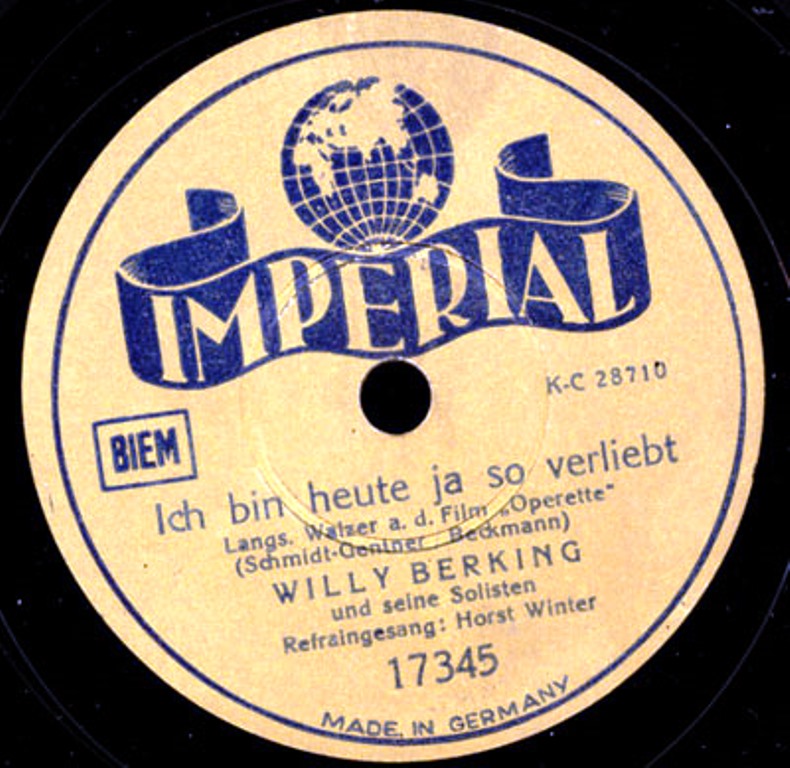 IMPERIAL
K-C 28710
BIEM
Ich bin heute ja so verliebt
Langs. Walzer a. d. Film „Operette"
(Schmidt-Gentner Beckmann)
WILLY BERKING
und seine Solisten
Refraingesang: Horst Winter
17345
MADE IN GERMANY